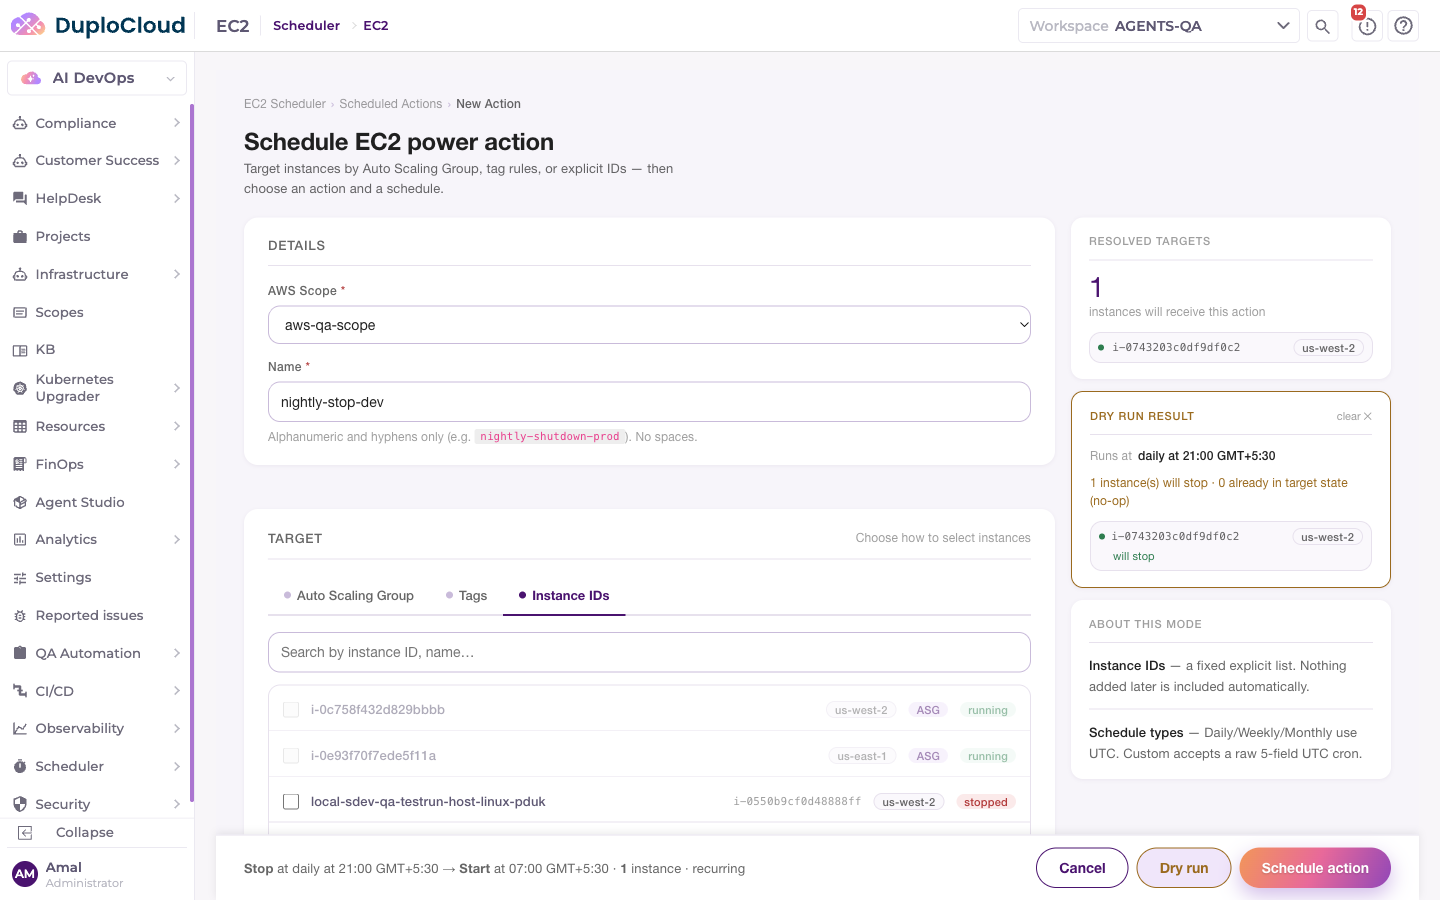 DuploCloud
EC2
Scheduler > EC2
Workspace AGENTS-QA
12
AI DevOps
Compliance
Customer Success
HelpDesk
Projects
Infrastructure
Scopes
KB
Kubernetes
Upgrader
Resources
FinOps
Agent Studio
Analytics
Settings
Reported issues
QA Automation
CI/CD
Observability
Scheduler
Security
Collapse
AM
Amal
Administrator
EC2 Scheduler › Scheduled Actions › New Action
Schedule EC2 power action
Target instances by Auto Scaling Group, tag rules, or explicit IDs — then
choose an action and a schedule.
DETAILS
AWS Scope *
aws-qa-scope
Name *
nightly-stop-dev
Alphanumeric and hyphens only (e.g. nightly-shutdown-prod ). No spaces.
TARGET
Choose how to select instances
Auto Scaling Group
Tags
Instance IDs
Search by instance ID, name…
i-0c758f432d829bbbb us-west-2 ASG running
i-0e93f70f7ede5f11a us-east-1 ASG running
local-sdev-qa-testrun-host-linux-pduk i-0550b9cf0d48888ff us-west-2 stopped
RESOLVED TARGETS
1
instances will receive this action
i-0743203c0df9df0c2 us-west-2
DRY RUN RESULT
clear ×
Runs at daily at 21:00 GMT+5:30
1 instance(s) will stop · 0 already in target state
(no-op)
i-0743203c0df9df0c2 us-west-2
will stop
ABOUT THIS MODE
Instance IDs — a fixed explicit list. Nothing
added later is included automatically.
Schedule types — Daily/Weekly/Monthly use
UTC. Custom accepts a raw 5-field UTC cron.
Stop at daily at 21:00 GMT+5:30 → Start at 07:00 GMT+5:30 · 1 instance · recurring
Cancel
Dry run
Schedule action